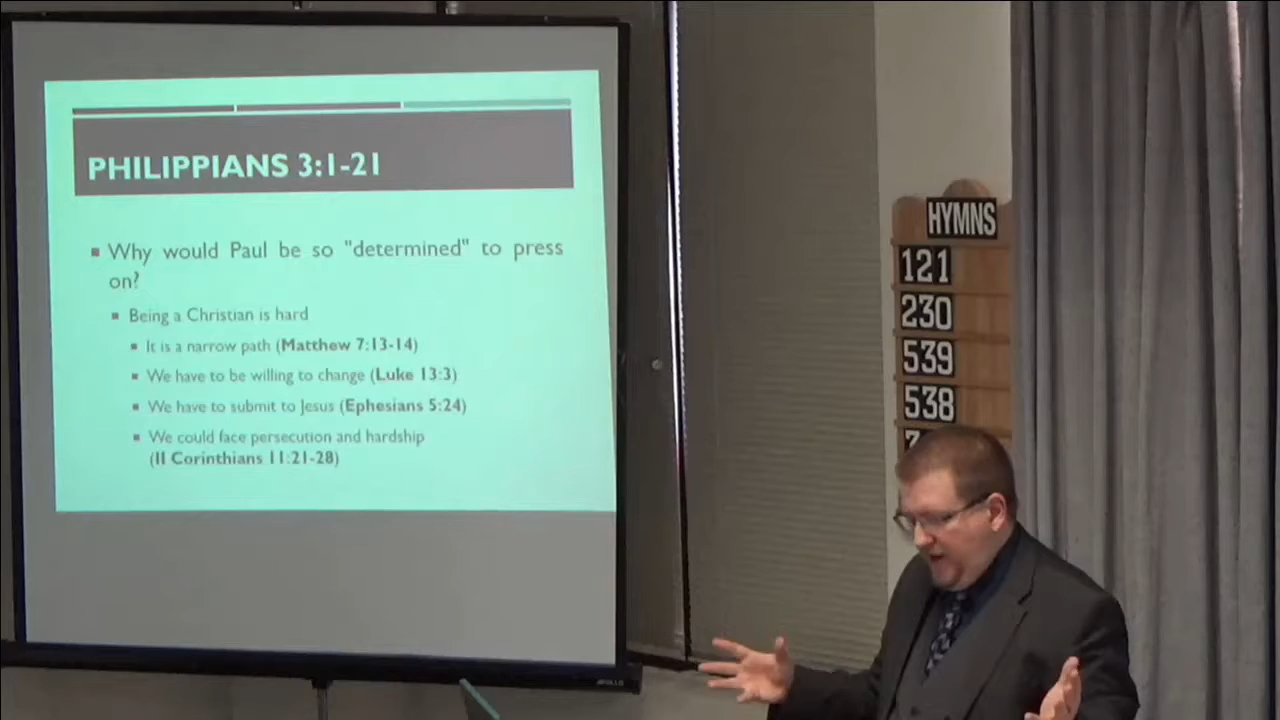 PHILIPPIANS 3:1-21
Why would Paul be so "determined" to press
on?
Being a Christian is hard
It is a narrow path (Matthew 7:13-14)
We have to be willing to change (Luke 13:3)
We have to submit to Jesus (Ephesians 5:24)
We could face persecution and hardship
(II Corinthians 11:21-28)
APOLLO
HYMNS
121
230
539
538